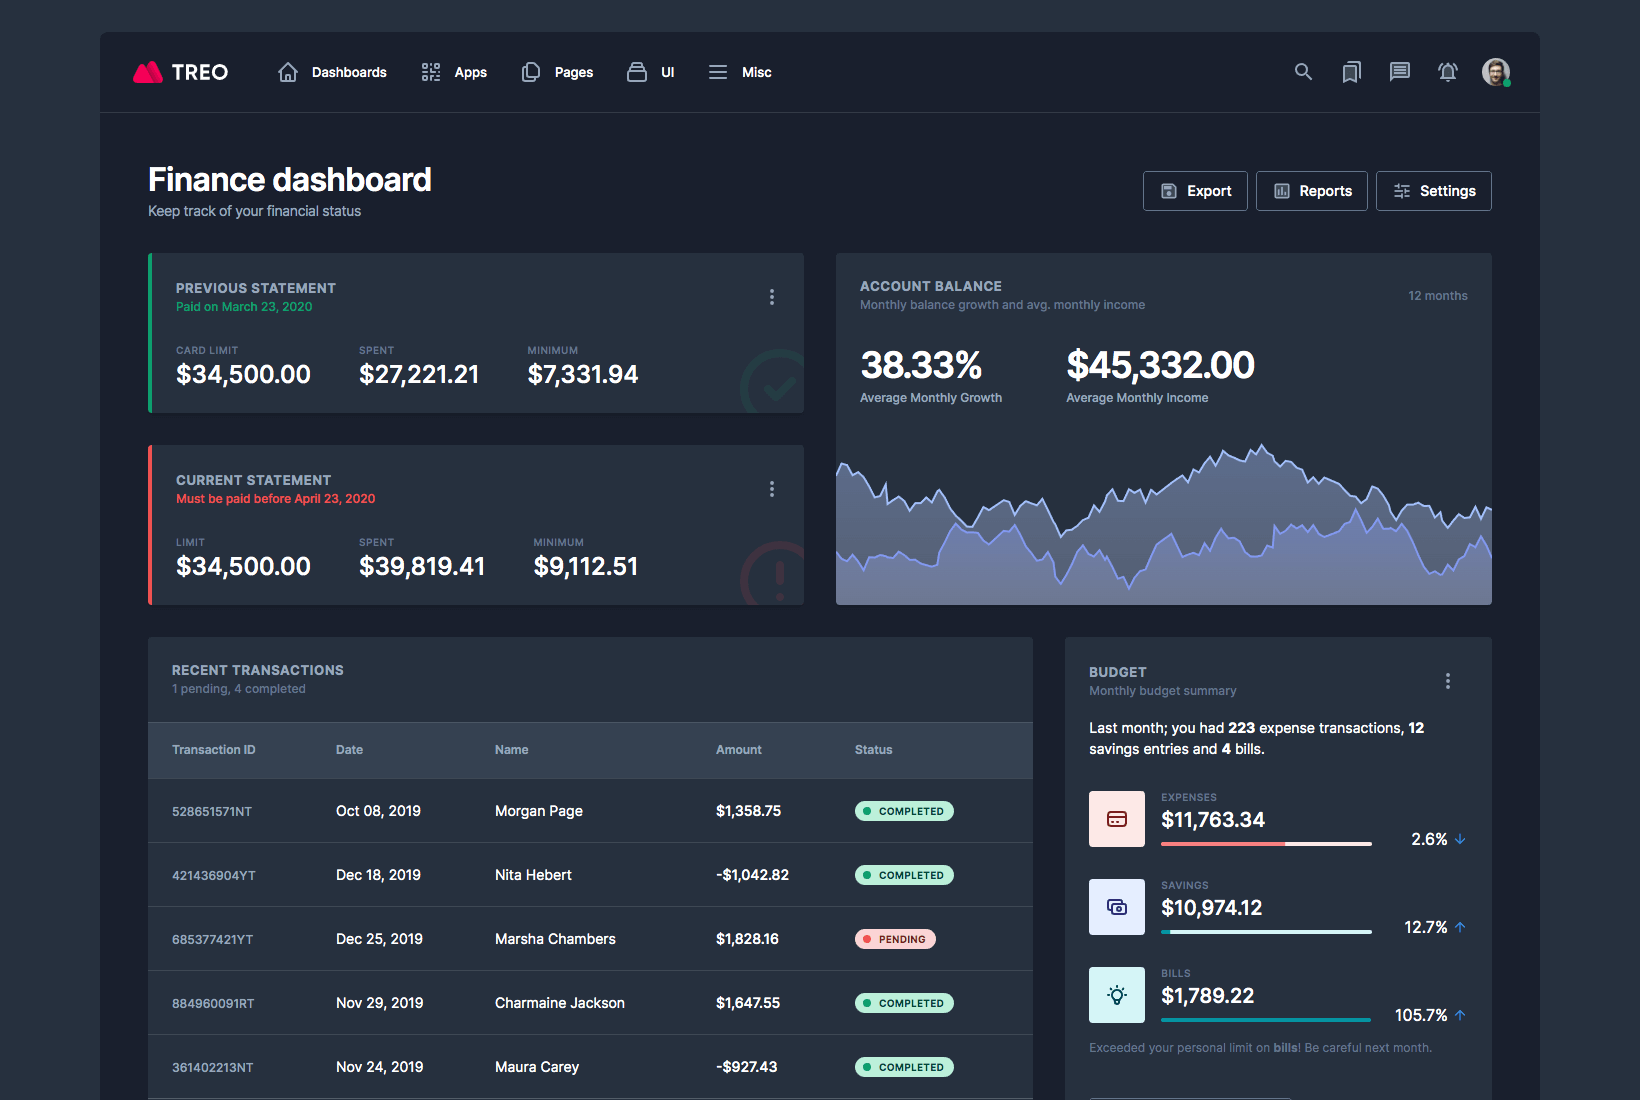 TREO
Dashboards
Apps
Pages
UI
Misc
Finance dashboard
Keep track of your financial status
Export
Reports
Settings
PREVIOUS STATEMENT
Paid on March 23, 2020
CARD LIMIT
SPENT
MINIMUM
$34,500.00
$27,221.21
$7,331.94
ACCOUNT BALANCE
Monthly balance growth and avg. monthly income
12 months
38.33%
$45,332.00
Average Monthly Growth
Average Monthly Income
CURRENT STATEMENT
Must be paid before April 23, 2020
LIMIT
SPENT
MINIMUM
$34,500.00
$39,819.41
$9,112.51
RECENT TRANSACTIONS
1 pending, 4 completed
Transaction ID Date Name Amount Status
528651571NT Oct 08, 2019 Morgan Page $1,358.75 COMPLETED
421436904YT Dec 18, 2019 Nita Hebert -$1,042.82 COMPLETED
685377421YT Dec 25, 2019 Marsha Chambers $1,828.16 PENDING
884960091RT Nov 29, 2019 Charmaine Jackson $1,647.55 COMPLETED
361402213NT Nov 24, 2019 Maura Carey -$927.43 COMPLETED
BUDGET
Monthly budget summary
Last month; you had 223 expense transactions, 12
savings entries and 4 bills.
EXPENSES
$11,763.34
2.6%
SAVINGS
$10,974.12
12.7%
BILLS
$1,789.22
105.7%
Exceeded your personal limit on bills! Be careful next month.